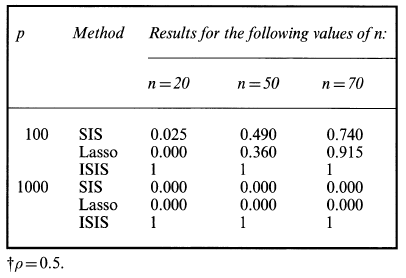 p Method Results for the following values of n:
n = 20 n = 50 n = 70
100 SIS 0.025 0.490 0.740
Lasso 0.000 0.360 0.915
ISIS 1 1 1
1000 SIS 0.000 0.000 0.000
Lasso 0.000 0.000 0.000
ISIS 1 1 1
†ρ = 0.5.